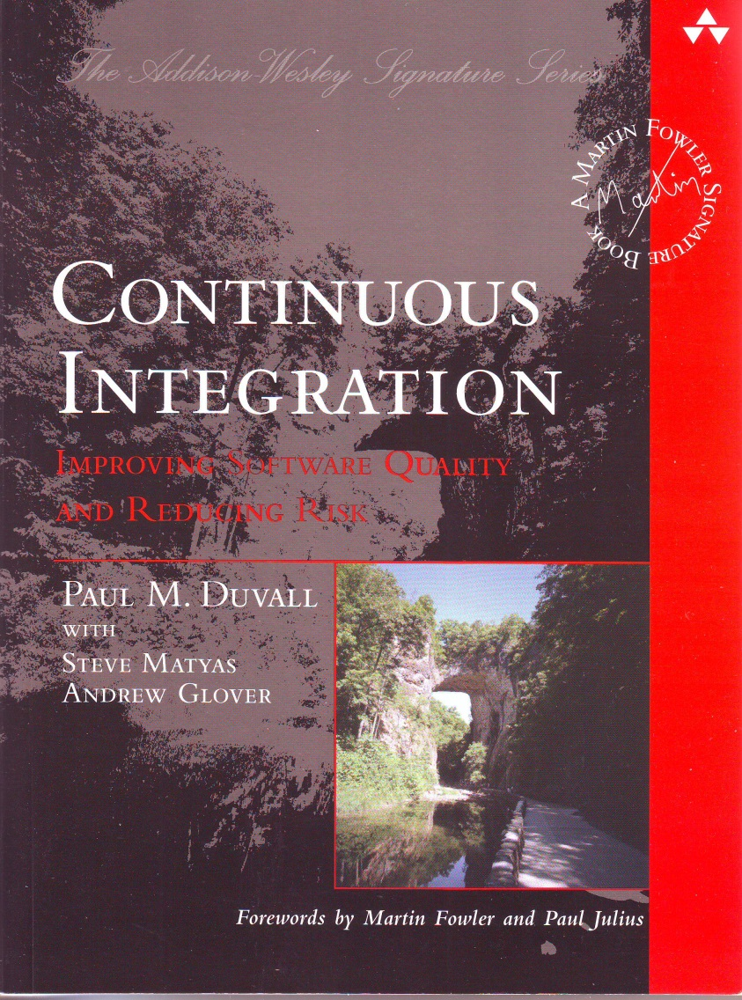 The Addison-Wesley Signature Series
A MARTIN FOWLER SIGNATURE BOOK
Martin
CONTINUOUS
INTEGRATION
IMPROVING SOFTWARE QUALITY
AND REDUCING RISK
PAUL M. DUVALL
WITH
STEVE MATYAS
ANDREW GLOVER
Forewords by Martin Fowler and Paul Julius